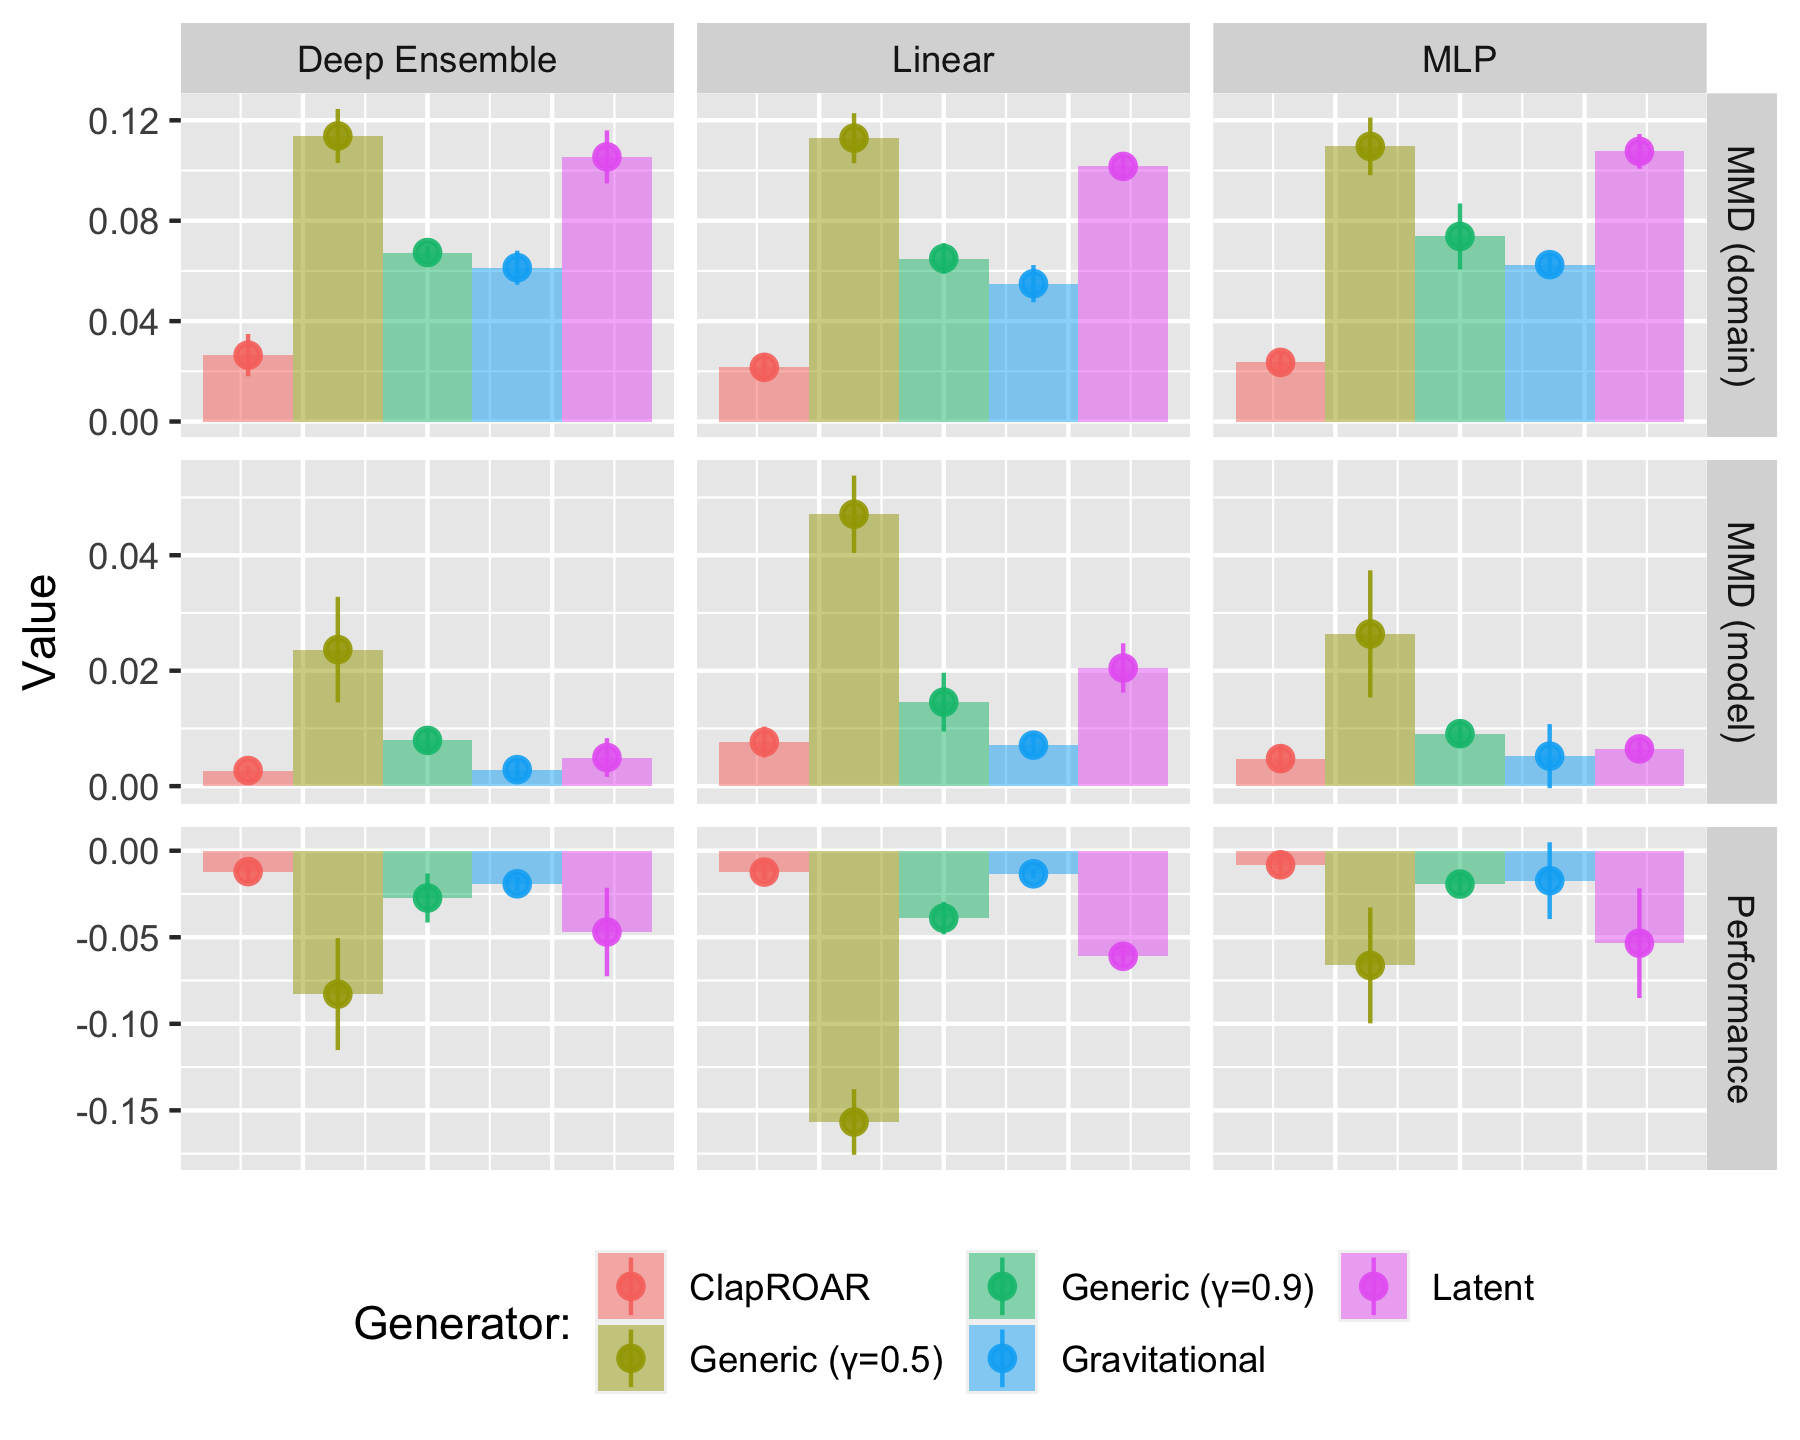 Deep Ensemble
Linear
MLP
0.12
0.08
0.04
0.00
MMD (domain)
0.04
0.02
0.00
MMD (model)
0.00
-0.05
-0.10
-0.15
Performance
Value
Generator:
ClapROAR
Generic (γ=0.9)
Latent
Generic (γ=0.5)
Gravitational